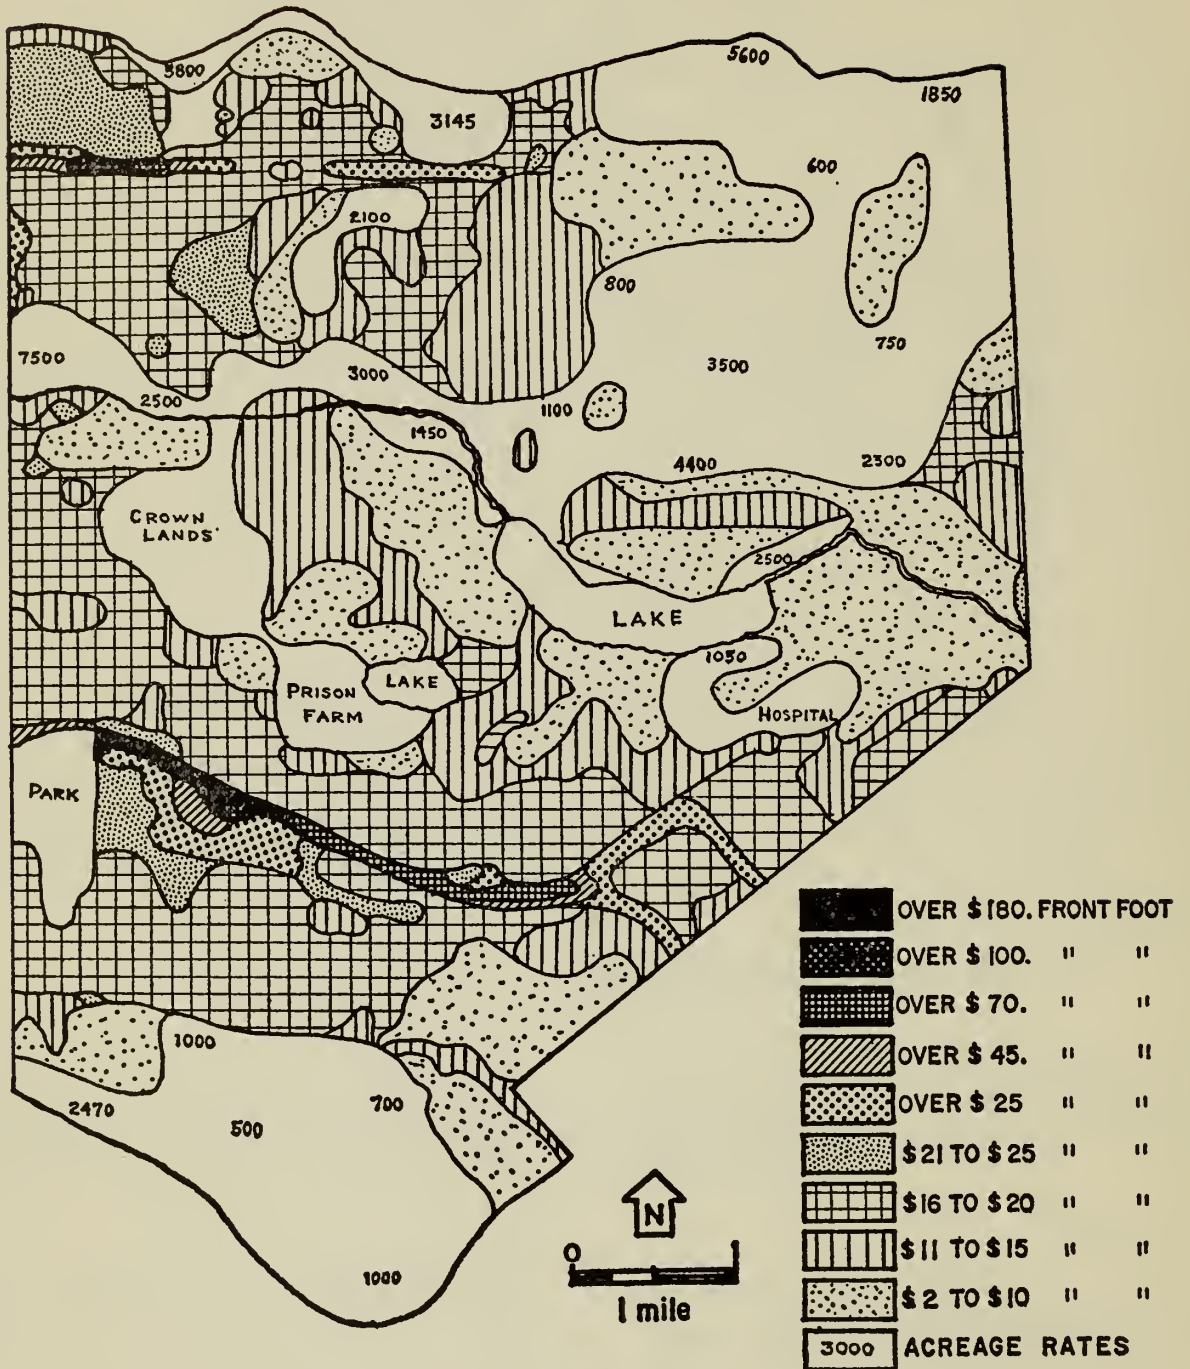 3800
5600
1850
3145
600
2100
800
7500
2500
3000
3500
750
1100
1450
4400
2300
CROWN
LANDS
2500
LAKE
1050
PRISON
FARM
LAKE
HOSPITAL
PARK
1000
2470
500
700
1000
N
0
1 mile
OVER $180. FRONT FOOT
OVER $100. " "
OVER $70. " "
OVER $45. " "
OVER $25 " "
$21 TO $25 " "
$16 TO $20 " "
$11 TO $15 " "
$2 TO $10 " "
3000 ACREAGE RATES